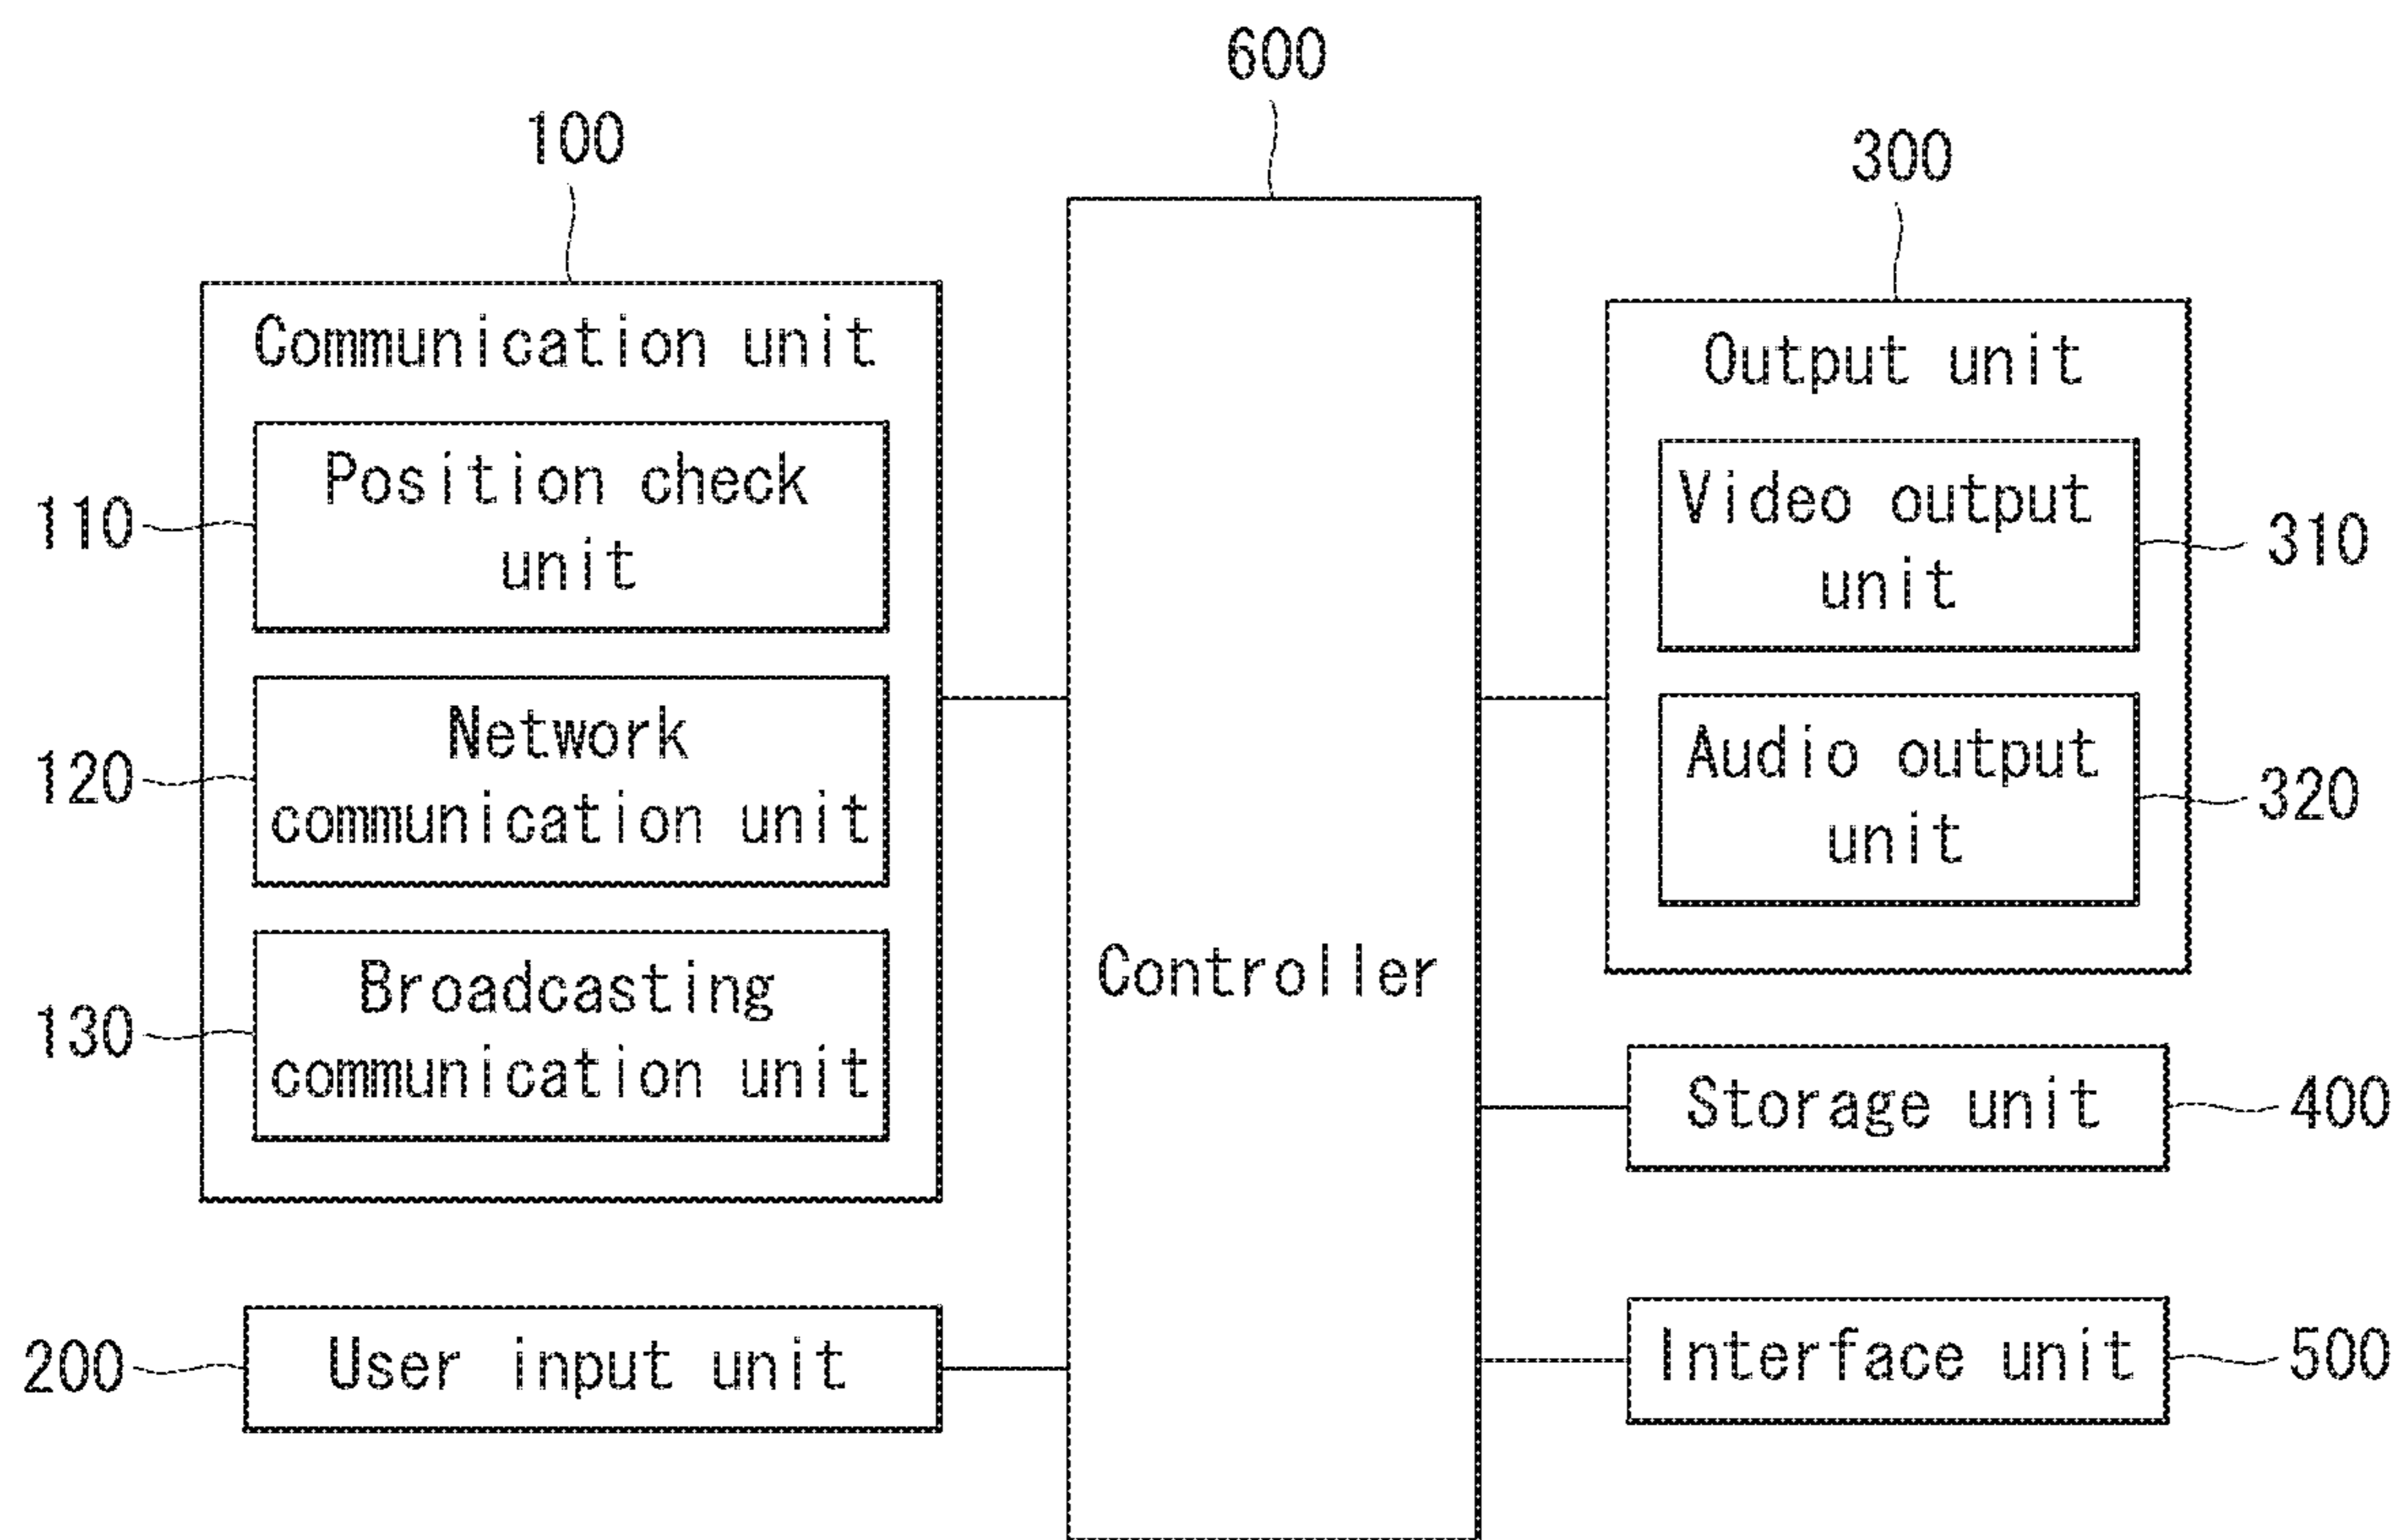 600
100
300
Communication unit
Position check
unit
110
Network
communication unit
120
Broadcasting
communication unit
130
User input unit
200
Controller
Output unit
Video output
unit
310
Audio output
unit
320
Storage unit
400
Interface unit
500